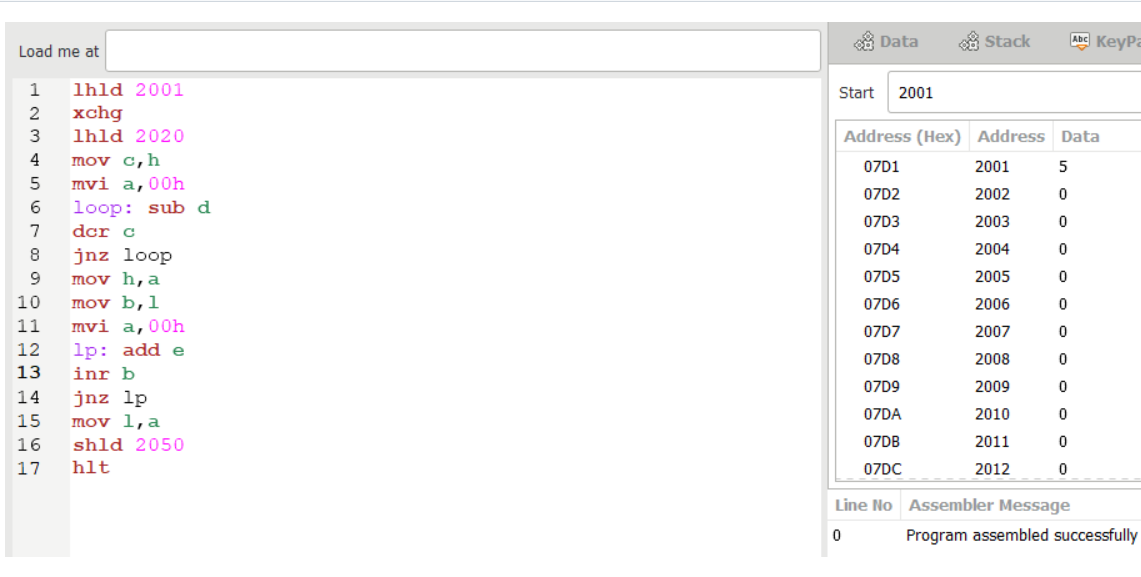 Load me at
1 lhld 2001
2 xchg
3 lhld 2020
4 mov c,h
5 mvi a,00h
6 loop: sub d
7 dcr c
8 jnz loop
9 mov h,a
10 mov b,l
11 mvi a,00h
12 lp: add e
13 inr b
14 jnz lp
15 mov l,a
16 shld 2050
17 hlt
Data Stack Abc KeyPa
Start 2001
Address (Hex) Address Data
07D1 2001 5
07D2 2002 0
07D3 2003 0
07D4 2004 0
07D5 2005 0
07D6 2006 0
07D7 2007 0
07D8 2008 0
07D9 2009 0
07DA 2010 0
07DB 2011 0
07DC 2012 0
Line No Assembler Message
0 Program assembled successfully